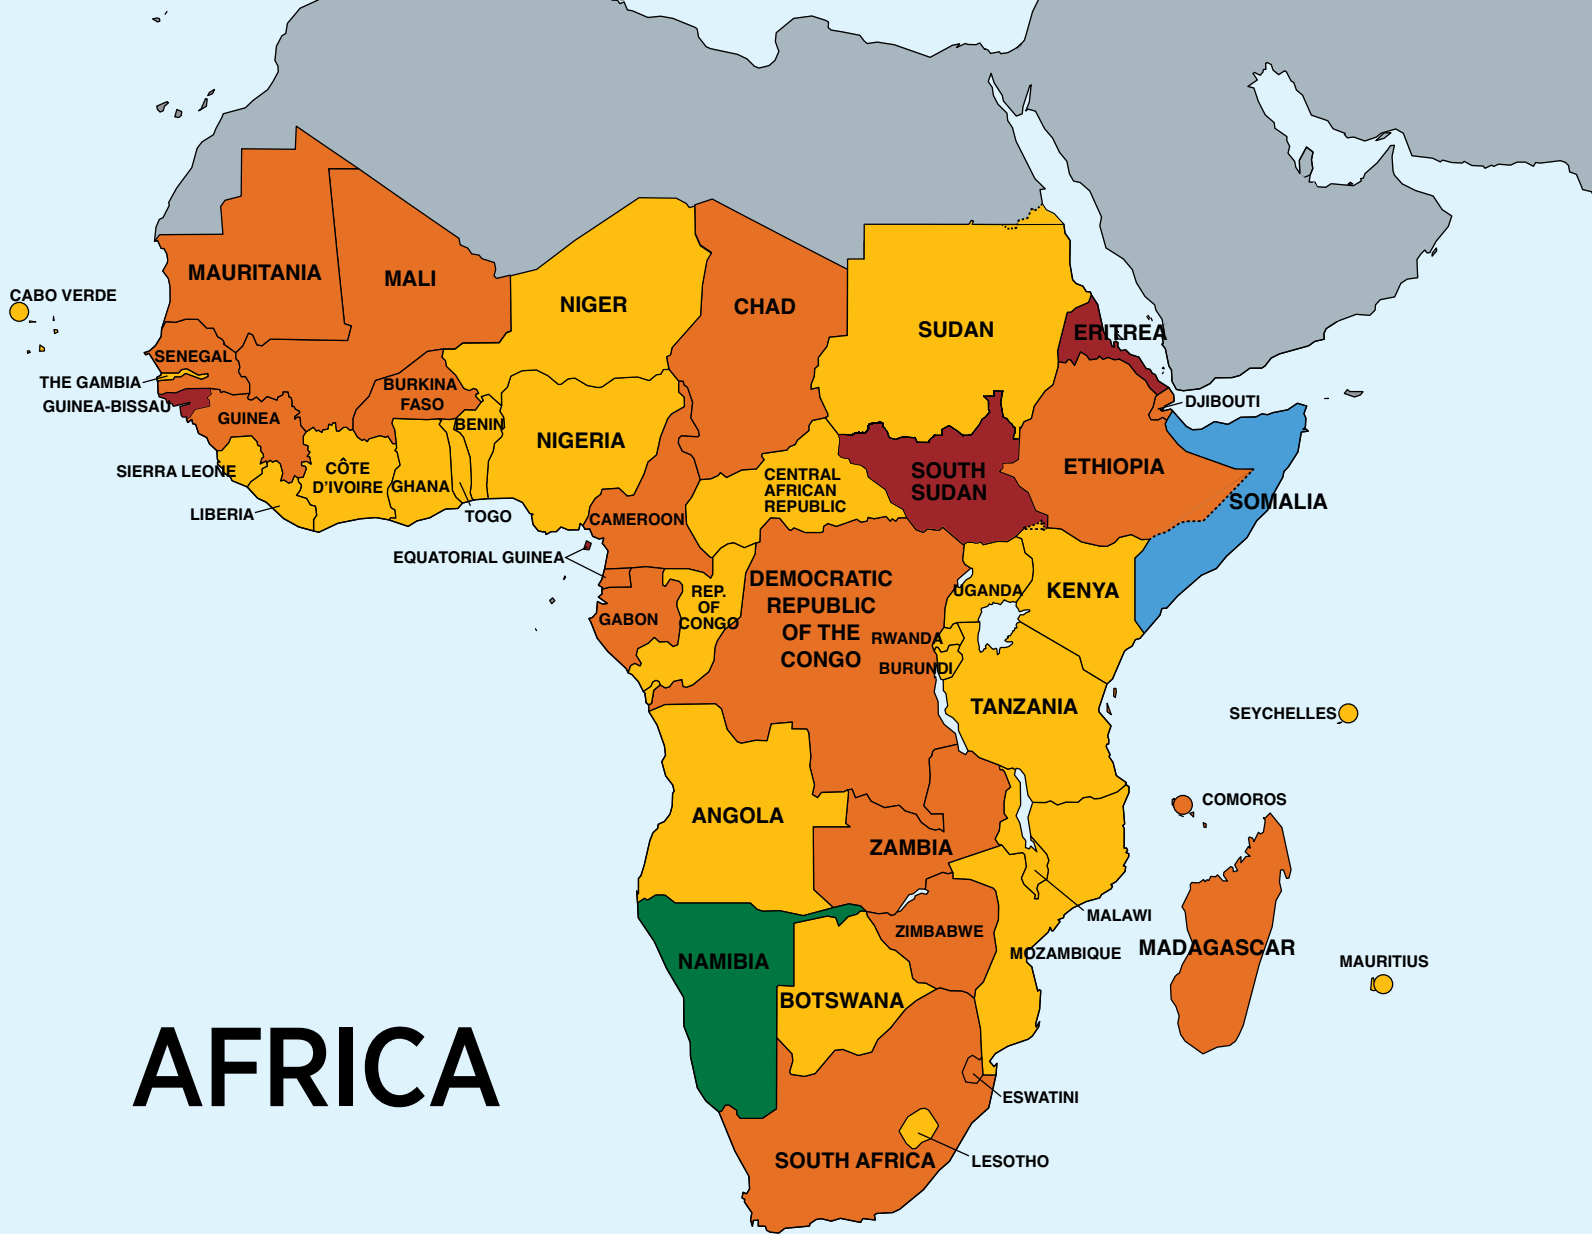 MAURITANIA
MALI
NIGER
CHAD
SUDAN
ERITREA
CABO VERDE
SENEGAL
THE GAMBIA
GUINEA-BISSAU
GUINEA
BURKINA
FASO
BENIN
NIGERIA
DJIBOUTI
SIERRA LEONE
CÔTE
D'IVOIRE
GHANA
LIBERIA
TOGO
CENTRAL
AFRICAN
REPUBLIC
SOUTH
SUDAN
ETHIOPIA
SOMALIA
CAMEROON
EQUATORIAL GUINEA
GABON
REP.
OF
CONGO
DEMOCRATIC
REPUBLIC
OF THE
CONGO
UGANDA
KENYA
RWANDA
BURUNDI
TANZANIA
SEYCHELLES
ANGOLA
ZAMBIA
COMOROS
MALAWI
NAMIBIA
ZIMBABWE
MOZAMBIQUE
MADAGASCAR
MAURITIUS
BOTSWANA
AFRICA
ESWATINI
SOUTH AFRICA
LESOTHO